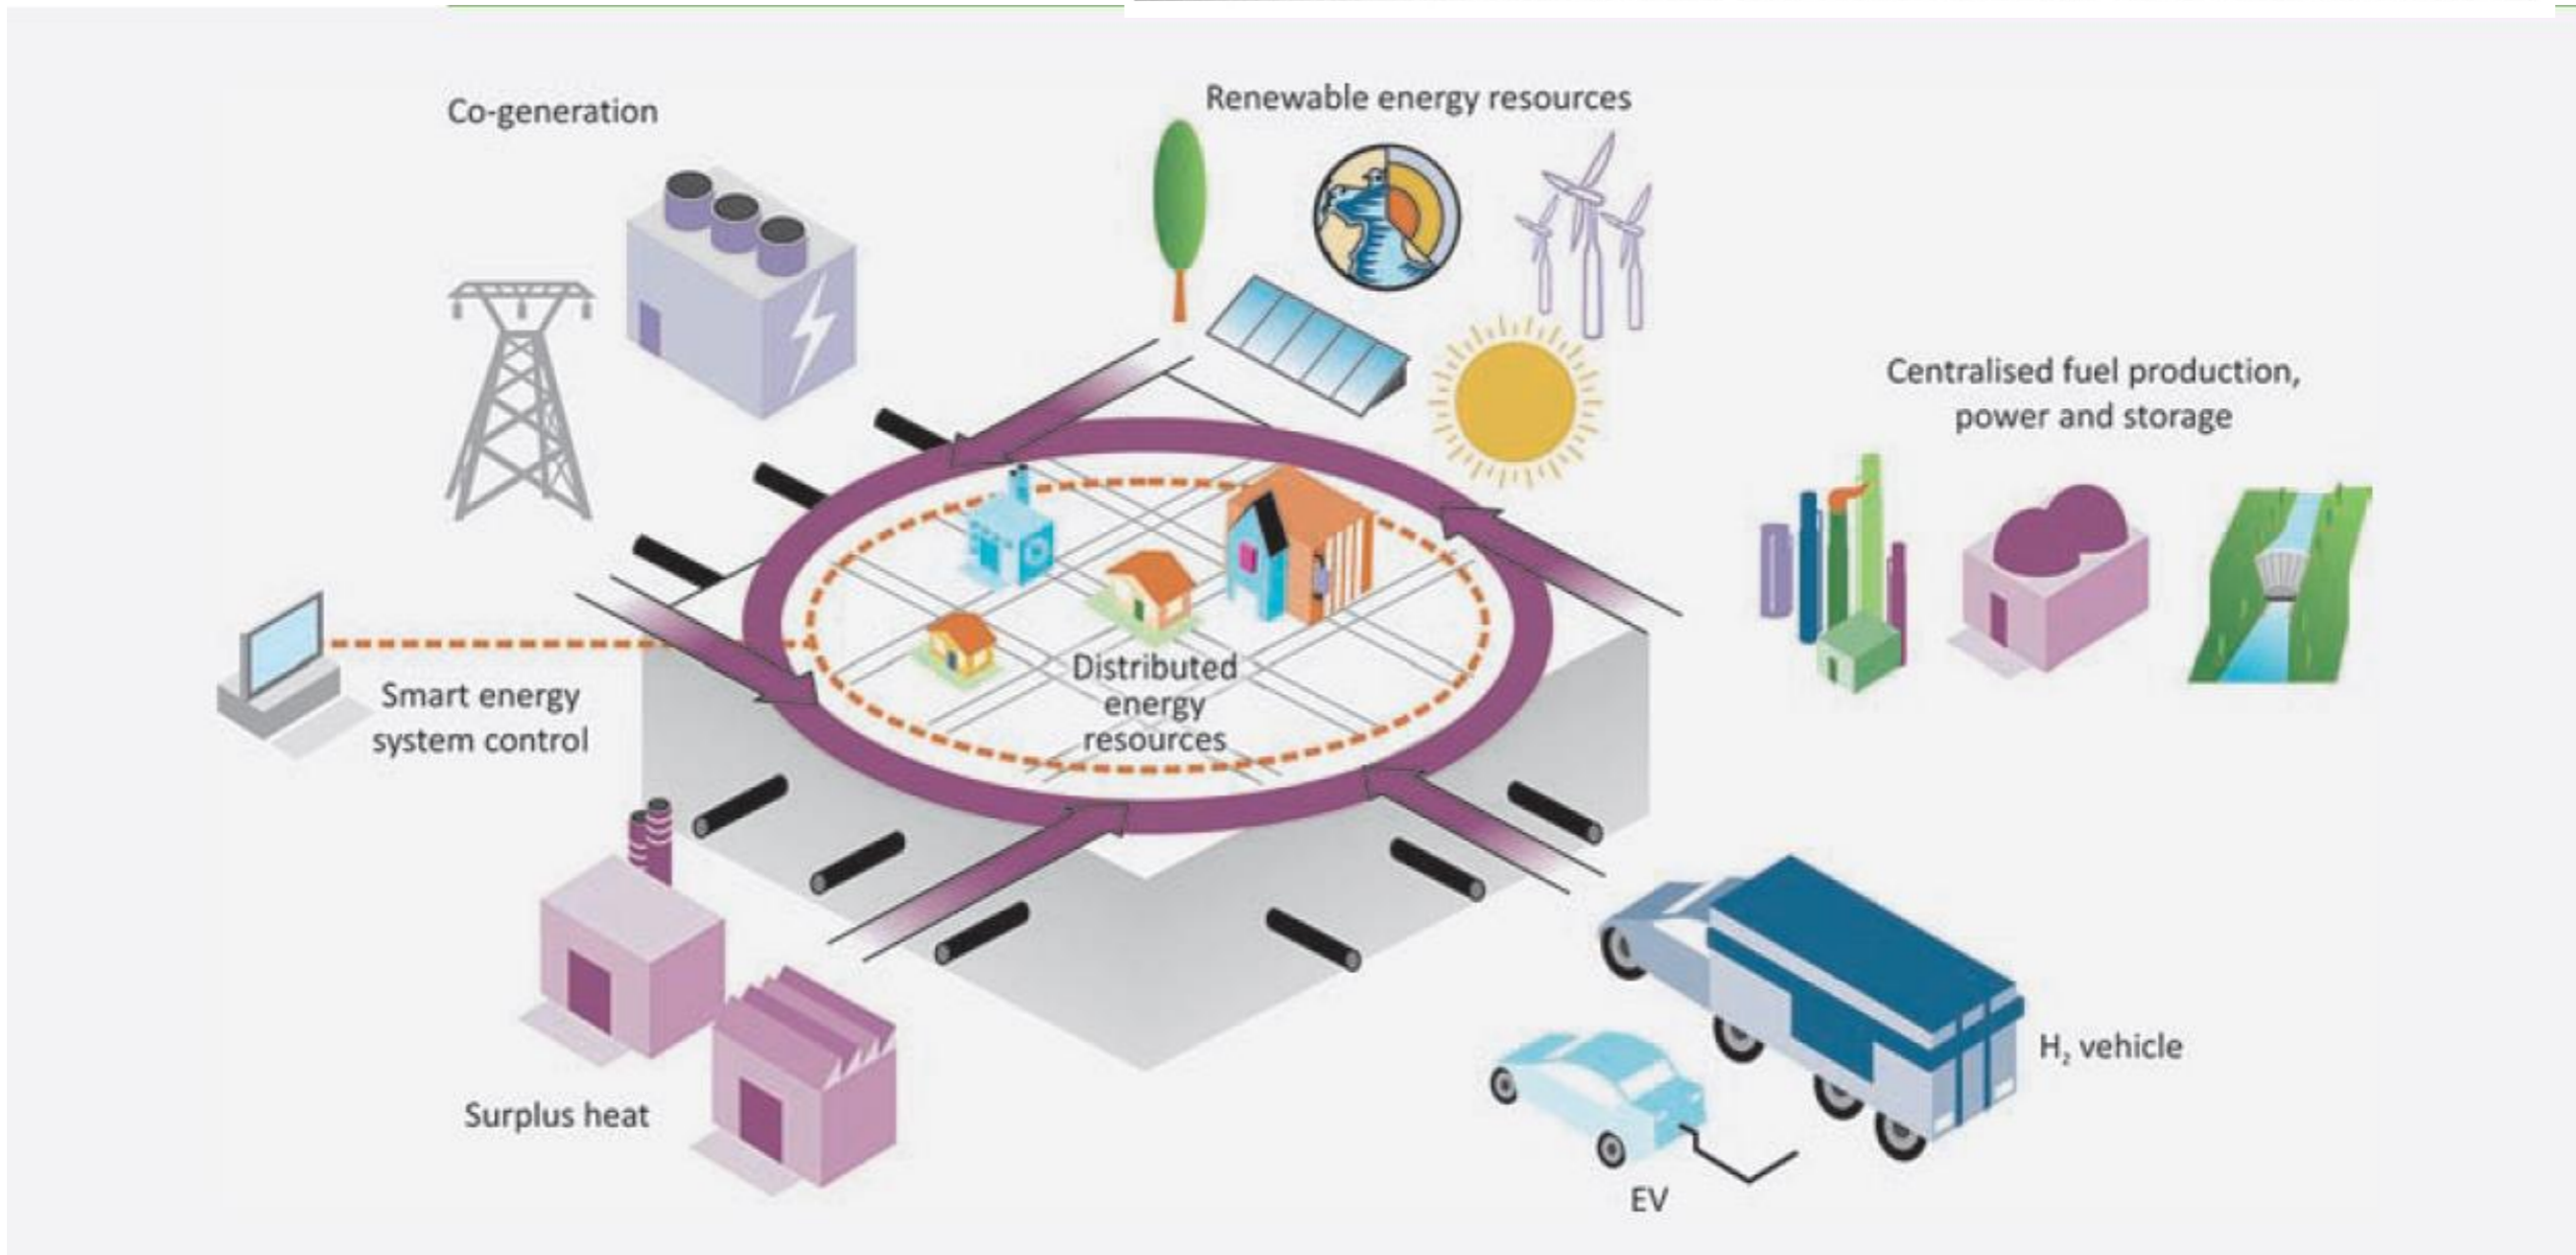 Co-generation
Renewable energy resources
Centralised fuel production,
power and storage
Smart energy
system control
Distributed
energy
resources
Surplus heat
H₂ vehicle
EV